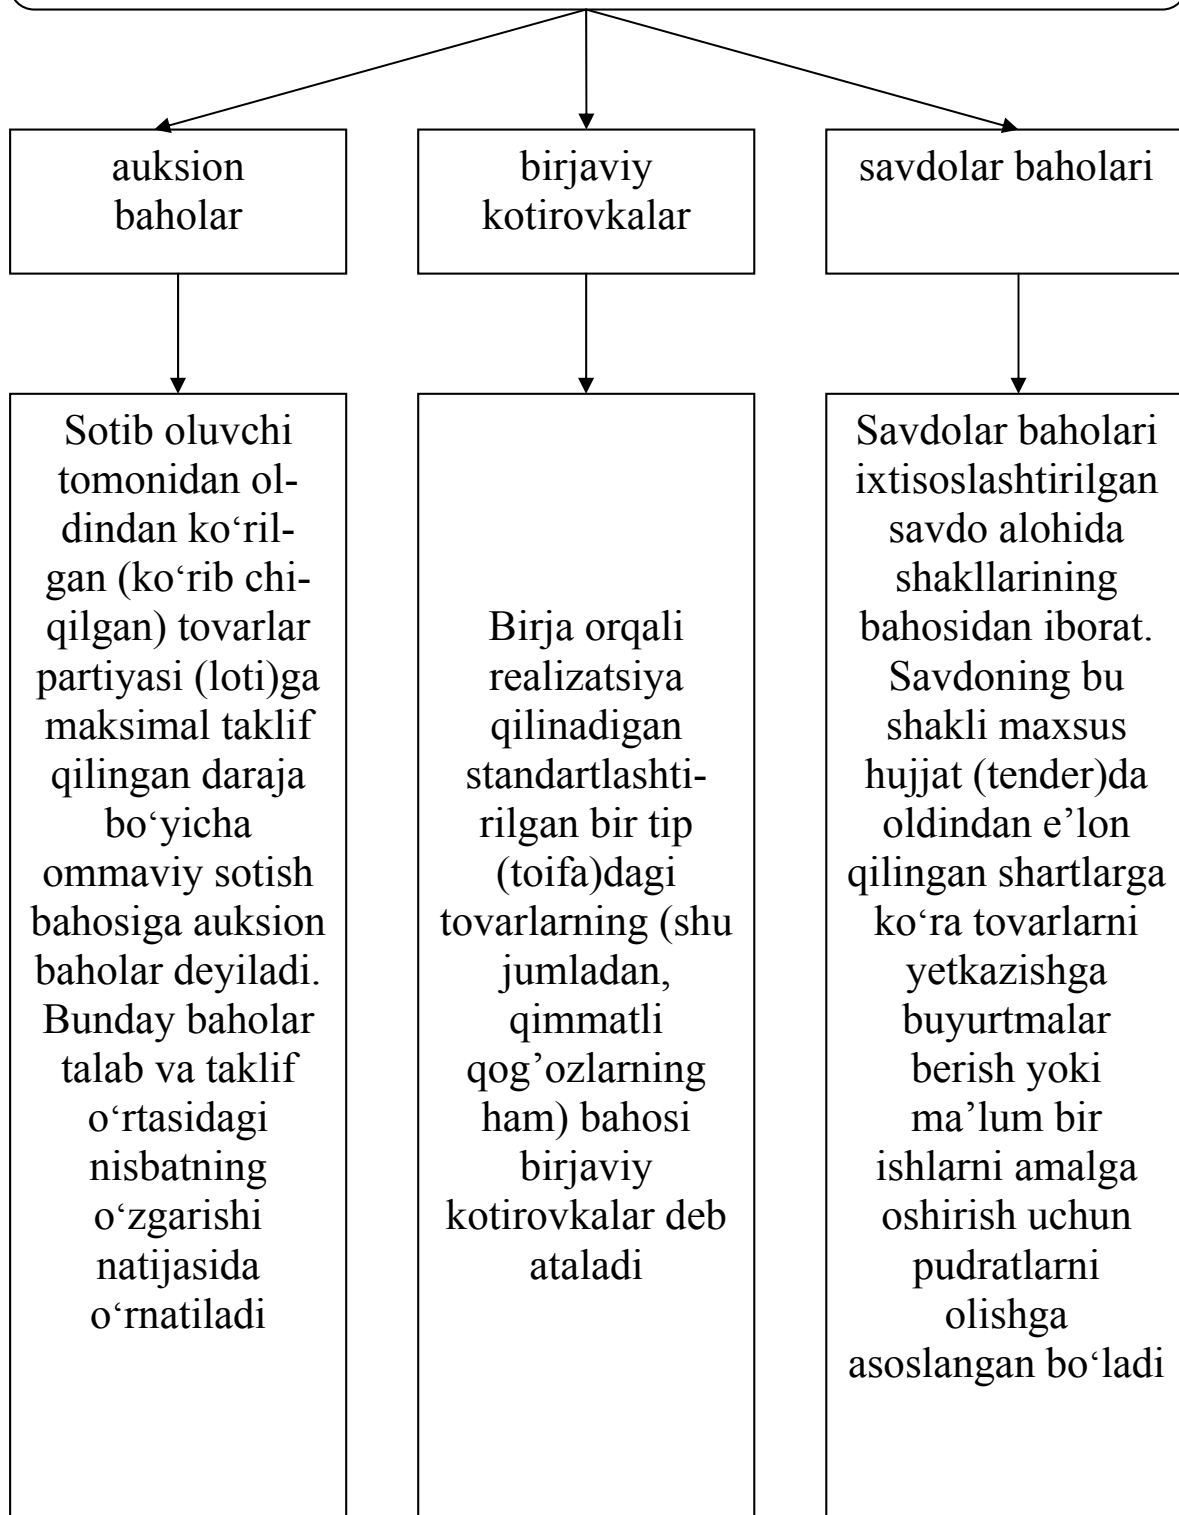 auksion
baholar
birjaviy
kotirovkalar
savdolar baholari
Sotib oluvchi
tomonidan ol-
dindan ko‘ril-
gan (ko‘rib chi-
qilgan) tovarlar
partiyasi (loti)ga
maksimal taklif
qilingan daraja
bo‘yicha
ommaviy sotish
bahosiga auksion
baholar deyiladi.
Bunday baholar
talab va taklif
o‘rtasidagi
nisbatning
o‘zgarishi
natijasida
o‘rnatiladi
Birja orqali
realizatsiya
qilinadigan
standartlashti-
rilgan bir tip
(toifa)dagi
tovarlarning (shu
jumladan,
qimmatli
qog’ozlarning
ham) bahosi
birjaviy
kotirovkalar deb
ataladi
Savdolar baholari
ixtisoslashtirilgan
savdo alohida
shakllarining
bahosidan iborat.
Savdoning bu
shakli maxsus
hujjat (tender)da
oldindan e’lon
qilingan shartlarga
ko‘ra tovarlarni
yetkazishga
buyurtmalar
berish yoki
ma’lum bir
ishlarni amalga
oshirish uchun
pudratlarni
olishga
asoslangan bo‘ladi